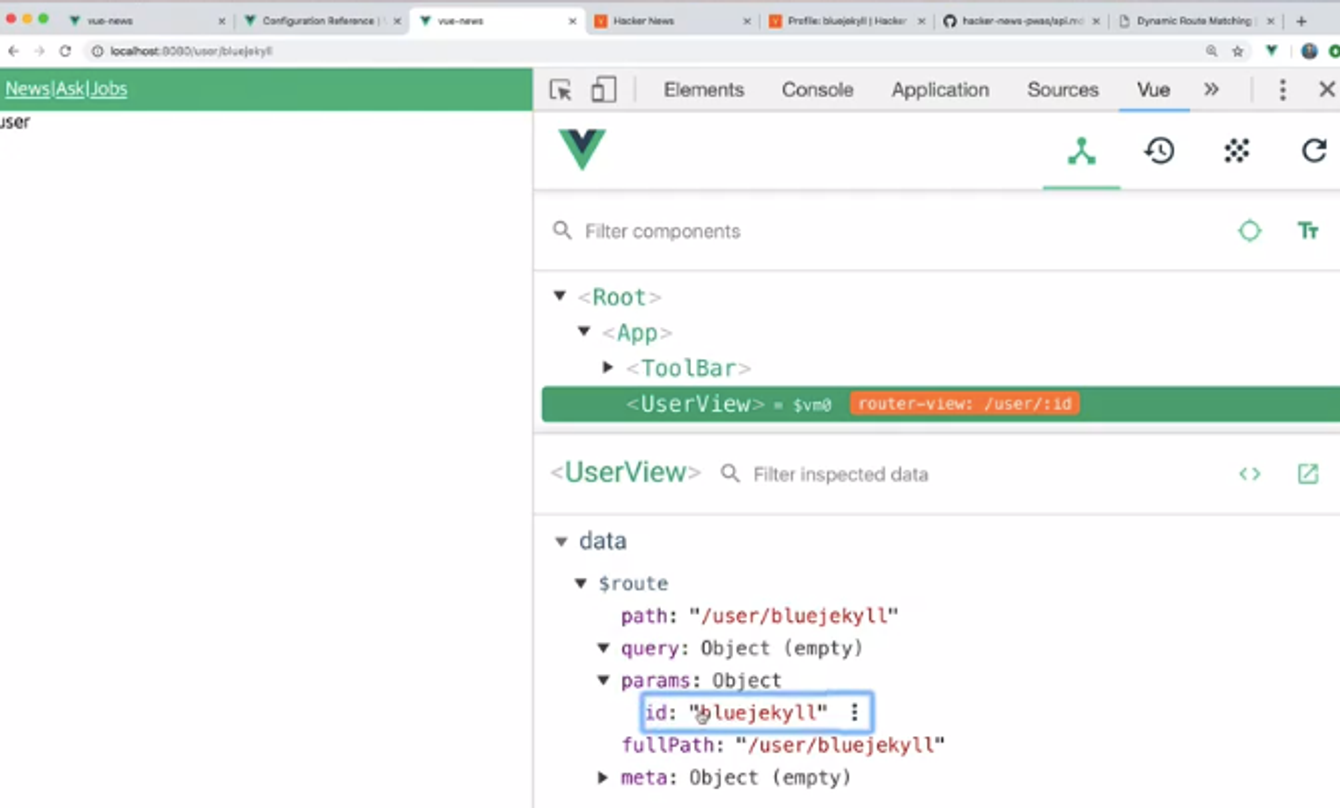 vue-news
Configuration Reference |
vue-news
Hacker News
Profile: bluejekyll | Hacker
hacker-news-pwas/api.md
Dynamic Route Matching
localhost:8080/user/bluejekyll
News|Ask|Jobs
user
Elements Console Application Sources Vue
Filter components
<Root>
<App>
<ToolBar>
<UserView> = $vm0 router-view: /user/:id
<UserView> Filter inspected data
data
$route
path: "/user/bluejekyll"
query: Object (empty)
params: Object
id: "bluejekyll"
fullPath: "/user/bluejekyll"
meta: Object (empty)